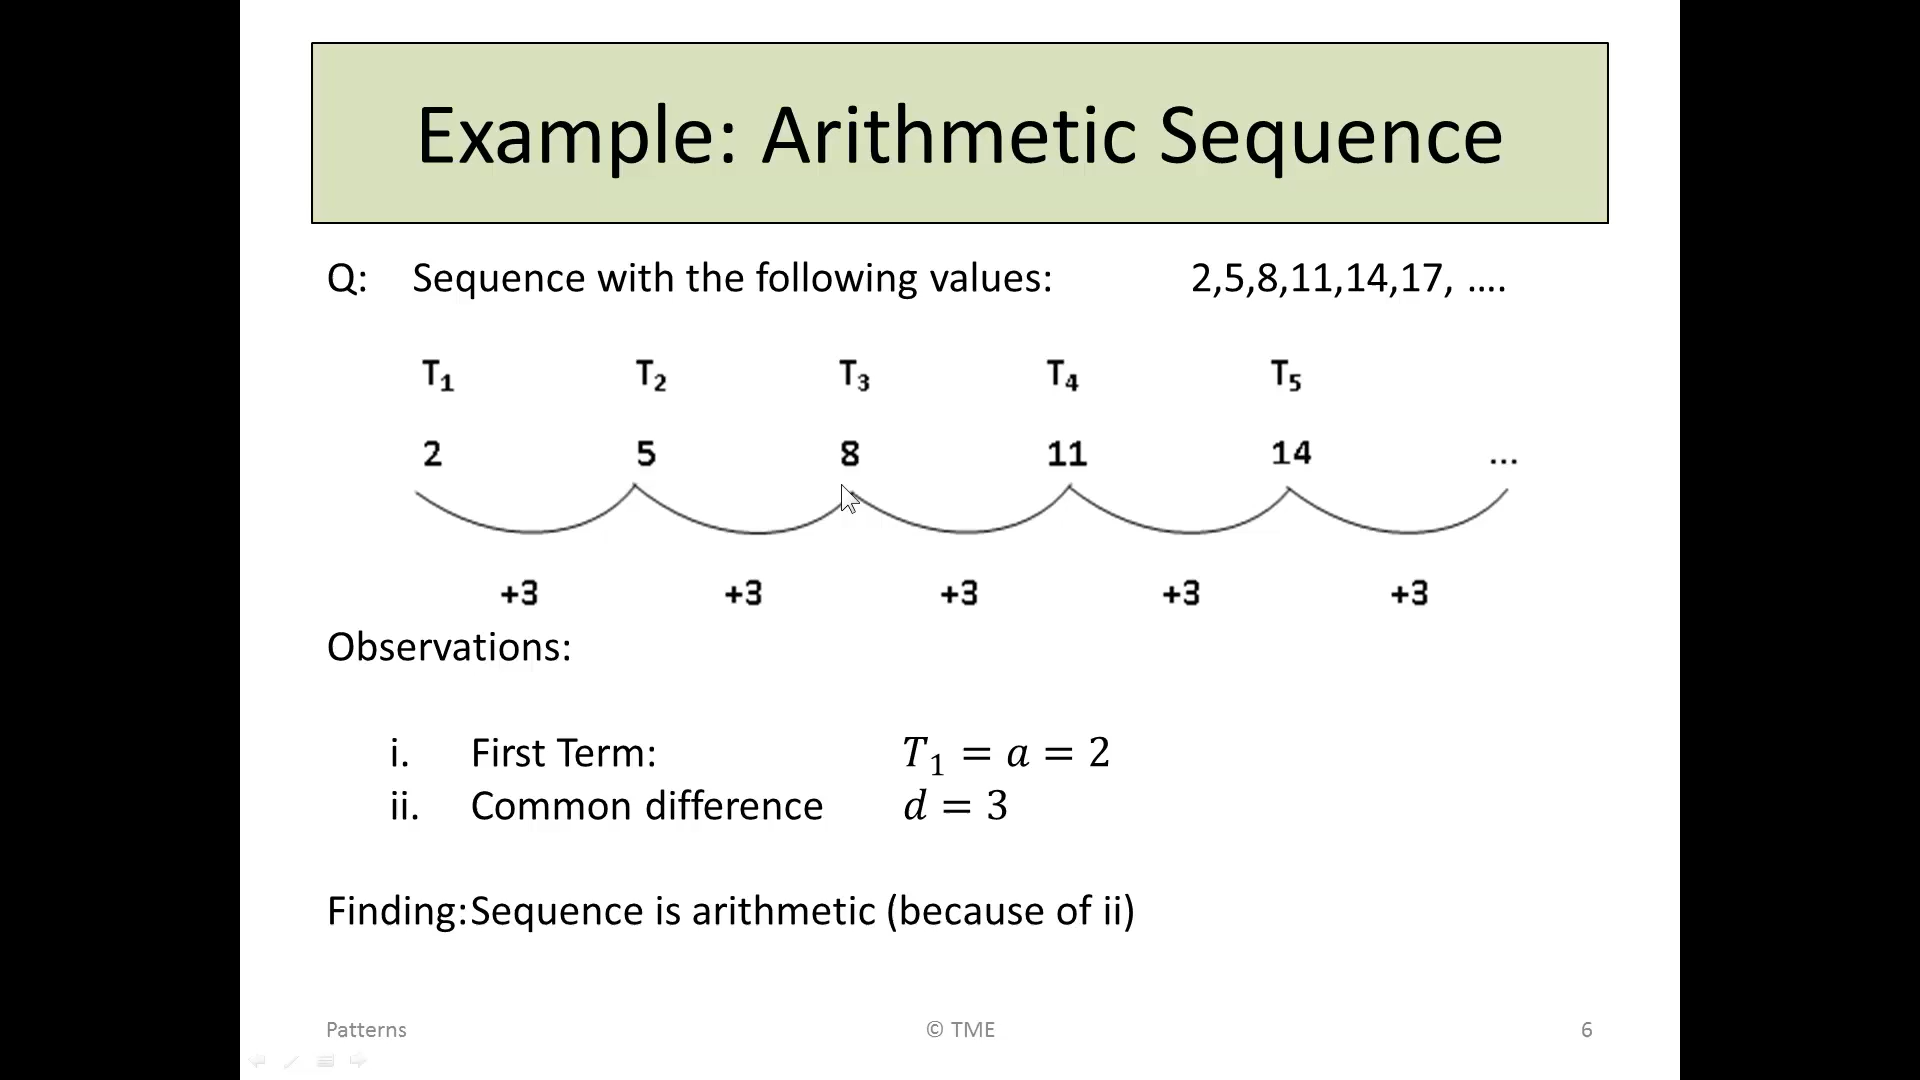 Example: Arithmetic Sequence
Q: Sequence with the following values: 2,5,8,11,14,17, ....
T₁ T₂ T₃ T₄ T₅
2 5 8 11 14 ...
+3 +3 +3 +3 +3
Observations:
i. First Term: T₁ = a = 2
ii. Common difference d = 3
Finding: Sequence is arithmetic (because of ii)
Patterns © TME 6